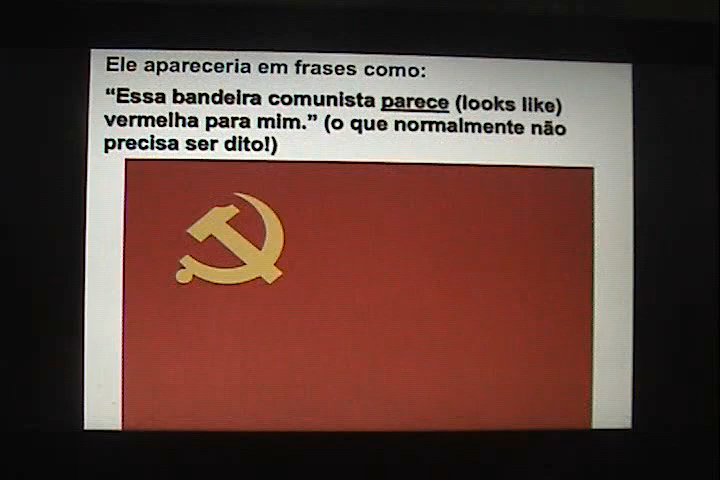 Ele apareceria em frases como:
“Essa bandeira comunista parece (looks like)
vermelha para mim.” (o que normalmente não
precisa ser dito!)